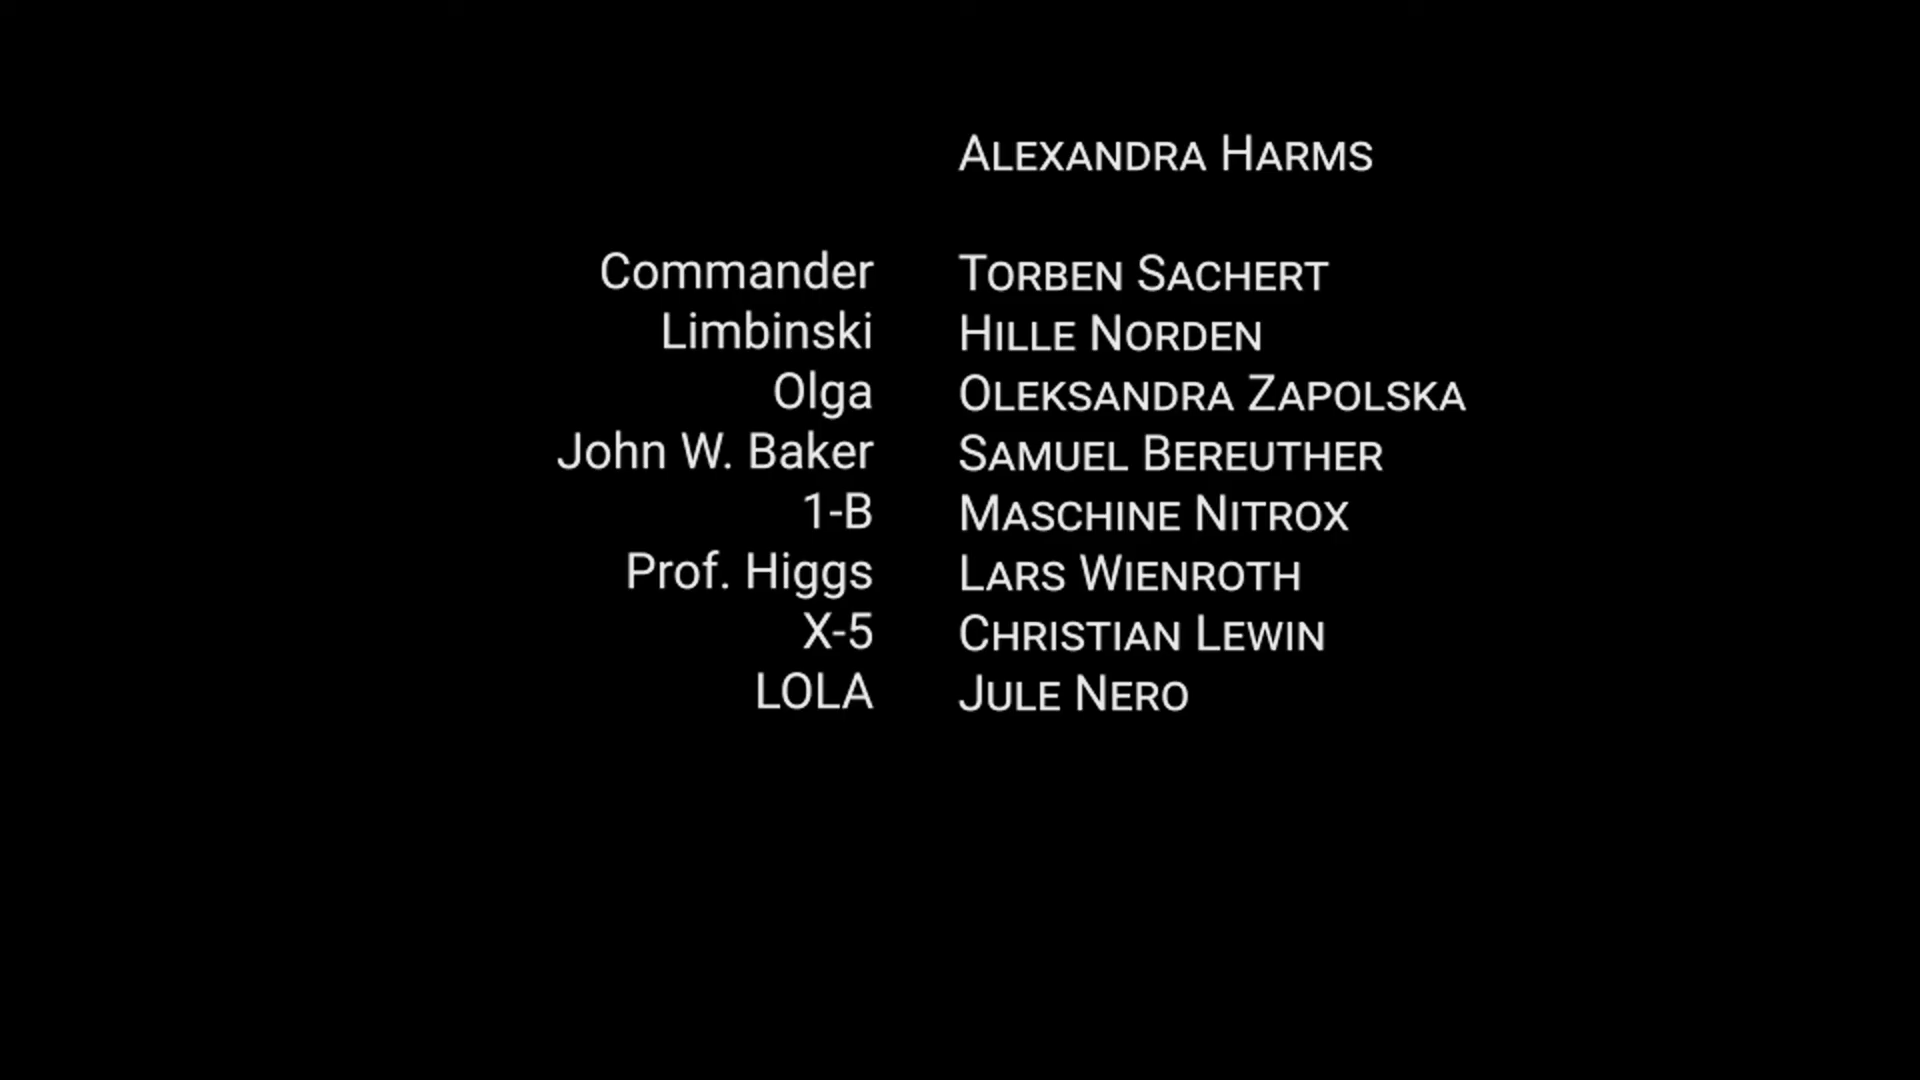 Alexandra Harms
Commander Torben Sachert
Limbinski Hille Norden
Olga Oleksandra Zapolska
John W. Baker Samuel Bereuther
1-B Maschine Nitrox
Prof. Higgs Lars Wienroth
X-5 Christian Lewin
LOLA Jule Nero